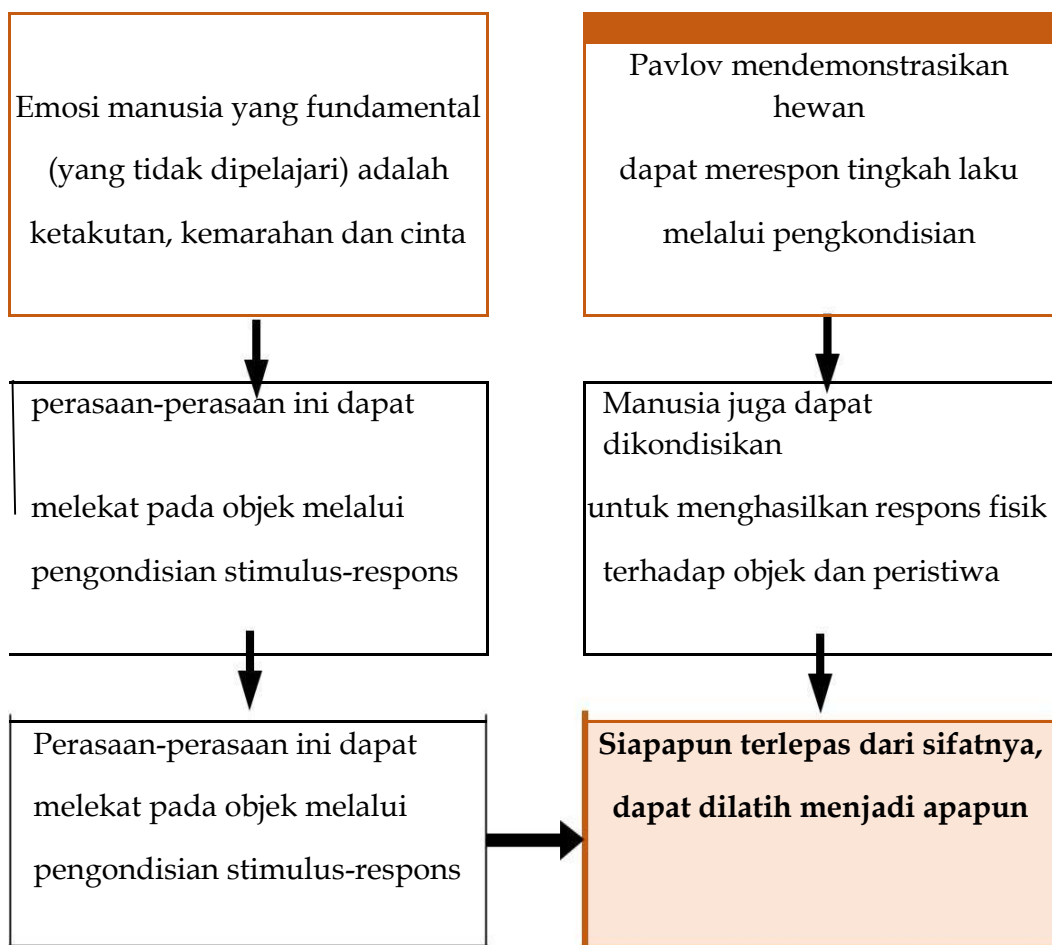 Emosi manusia yang fundamental
(yang tidak dipelajari) adalah
ketakutan, kemarahan dan cinta
Pavlov mendemonstrasikan
hewan
dapat merespon tingkah laku
melalui pengkondisian
perasaan-perasaan ini dapat
melekat pada objek melalui
pengondisian stimulus-respons
Manusia juga dapat
dikondisikan
untuk menghasilkan respons fisik
terhadap objek dan peristiwa
Perasaan-perasaan ini dapat
melekat pada objek melalui
pengondisian stimulus-respons
Siapapun terlepas dari sifatnya,
dapat dilatih menjadi apapun